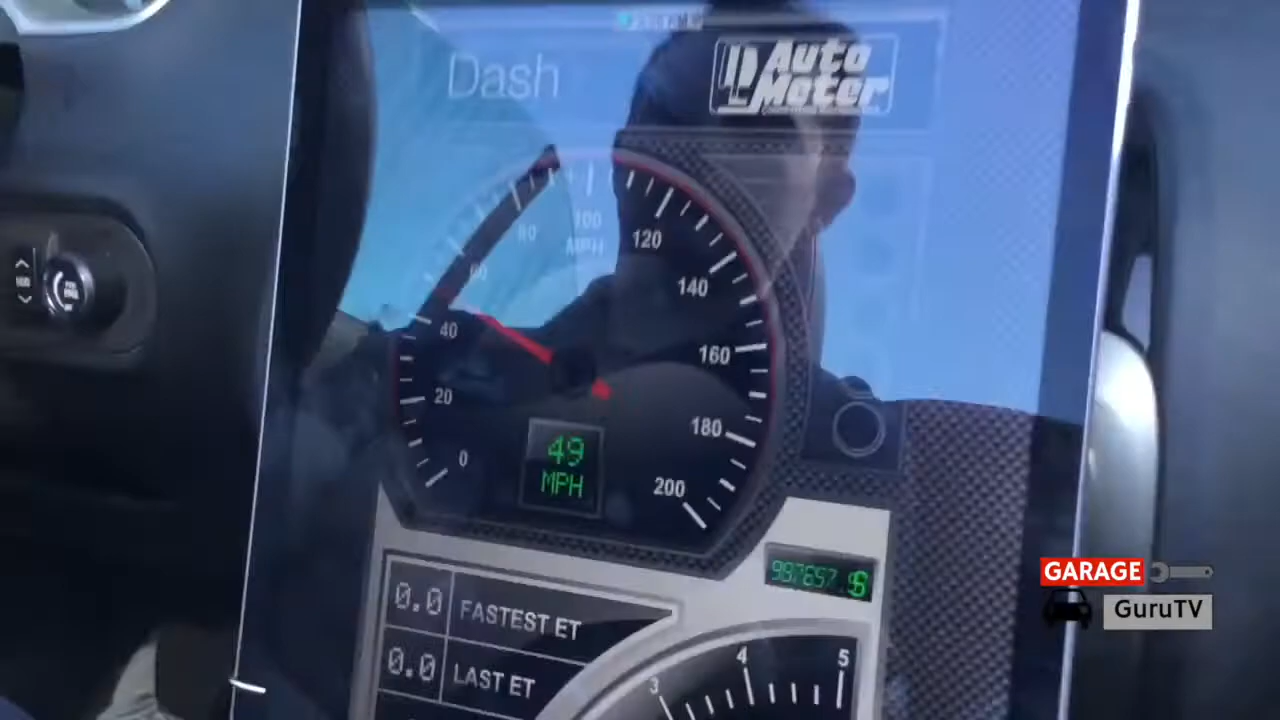 Dash
Auto
Meter
100
MPH
80
120
60
140
40
160
20
180
0
200
49
MPH
0.0 FASTEST ET
0.0 LAST ET
3 4 5
GARAGE
GuruTV